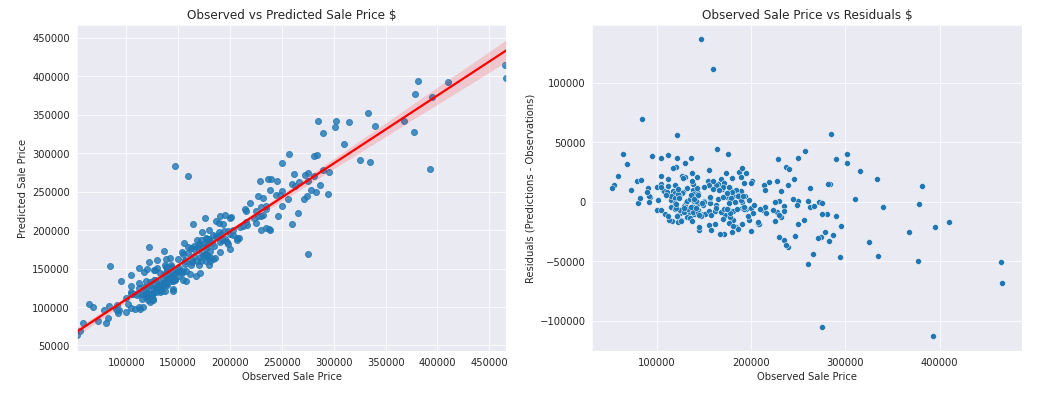 Observed vs Predicted Sale Price $
Predicted Sale Price
450000
400000
350000
300000
250000
200000
150000
100000
50000
100000 150000 200000 250000 300000 350000 400000 450000
Observed Sale Price
Observed Sale Price vs Residuals $
Residuals (Predictions - Observations)
100000
50000
0
−50000
−100000
100000 200000 300000 400000
Observed Sale Price